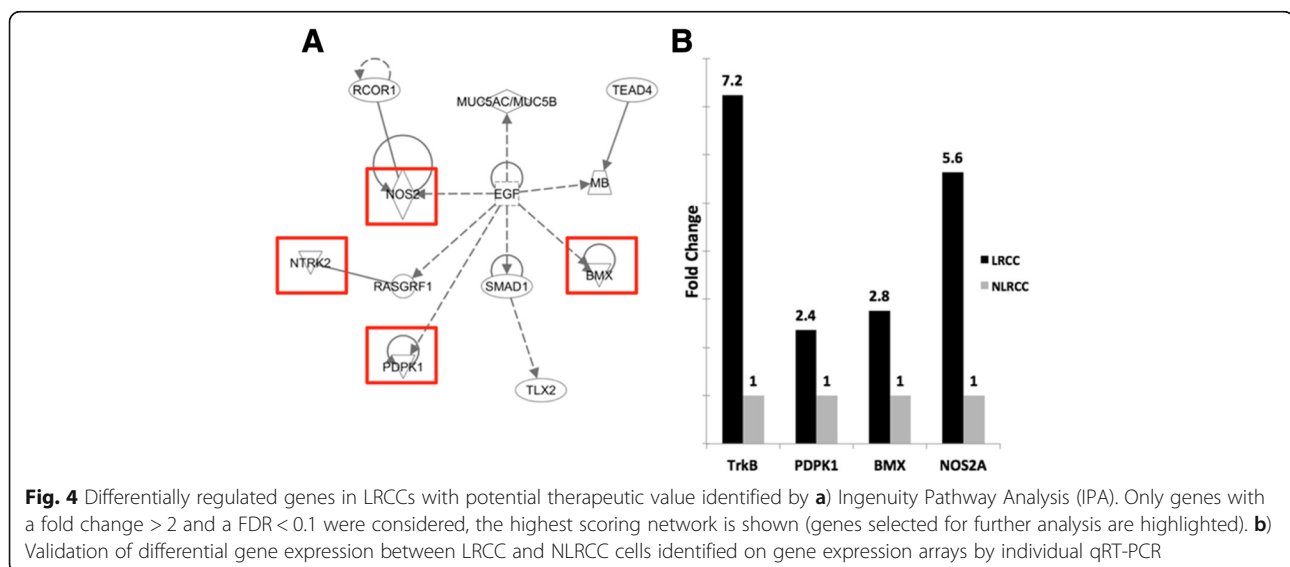 A
B
RCOR1
MUC5AC/MUC5B
TEAD4
NOS2
EGF
MB
NTRK2
RASGRF1
SMAD1
BMX
PDPK1
TLX2
Fold Change
7.2
1
2.4
1
2.8
1
5.6
1
LRCC
NLRCC
TrkB PDPK1 BMX NOS2A
Fig. 4 Differentially regulated genes in LRCCs with potential therapeutic value identified by a) Ingenuity Pathway Analysis (IPA). Only genes with
a fold change > 2 and a FDR < 0.1 were considered, the highest scoring network is shown (genes selected for further analysis are highlighted). b)
Validation of differential gene expression between LRCC and NLRCC cells identified on gene expression arrays by individual qRT-PCR